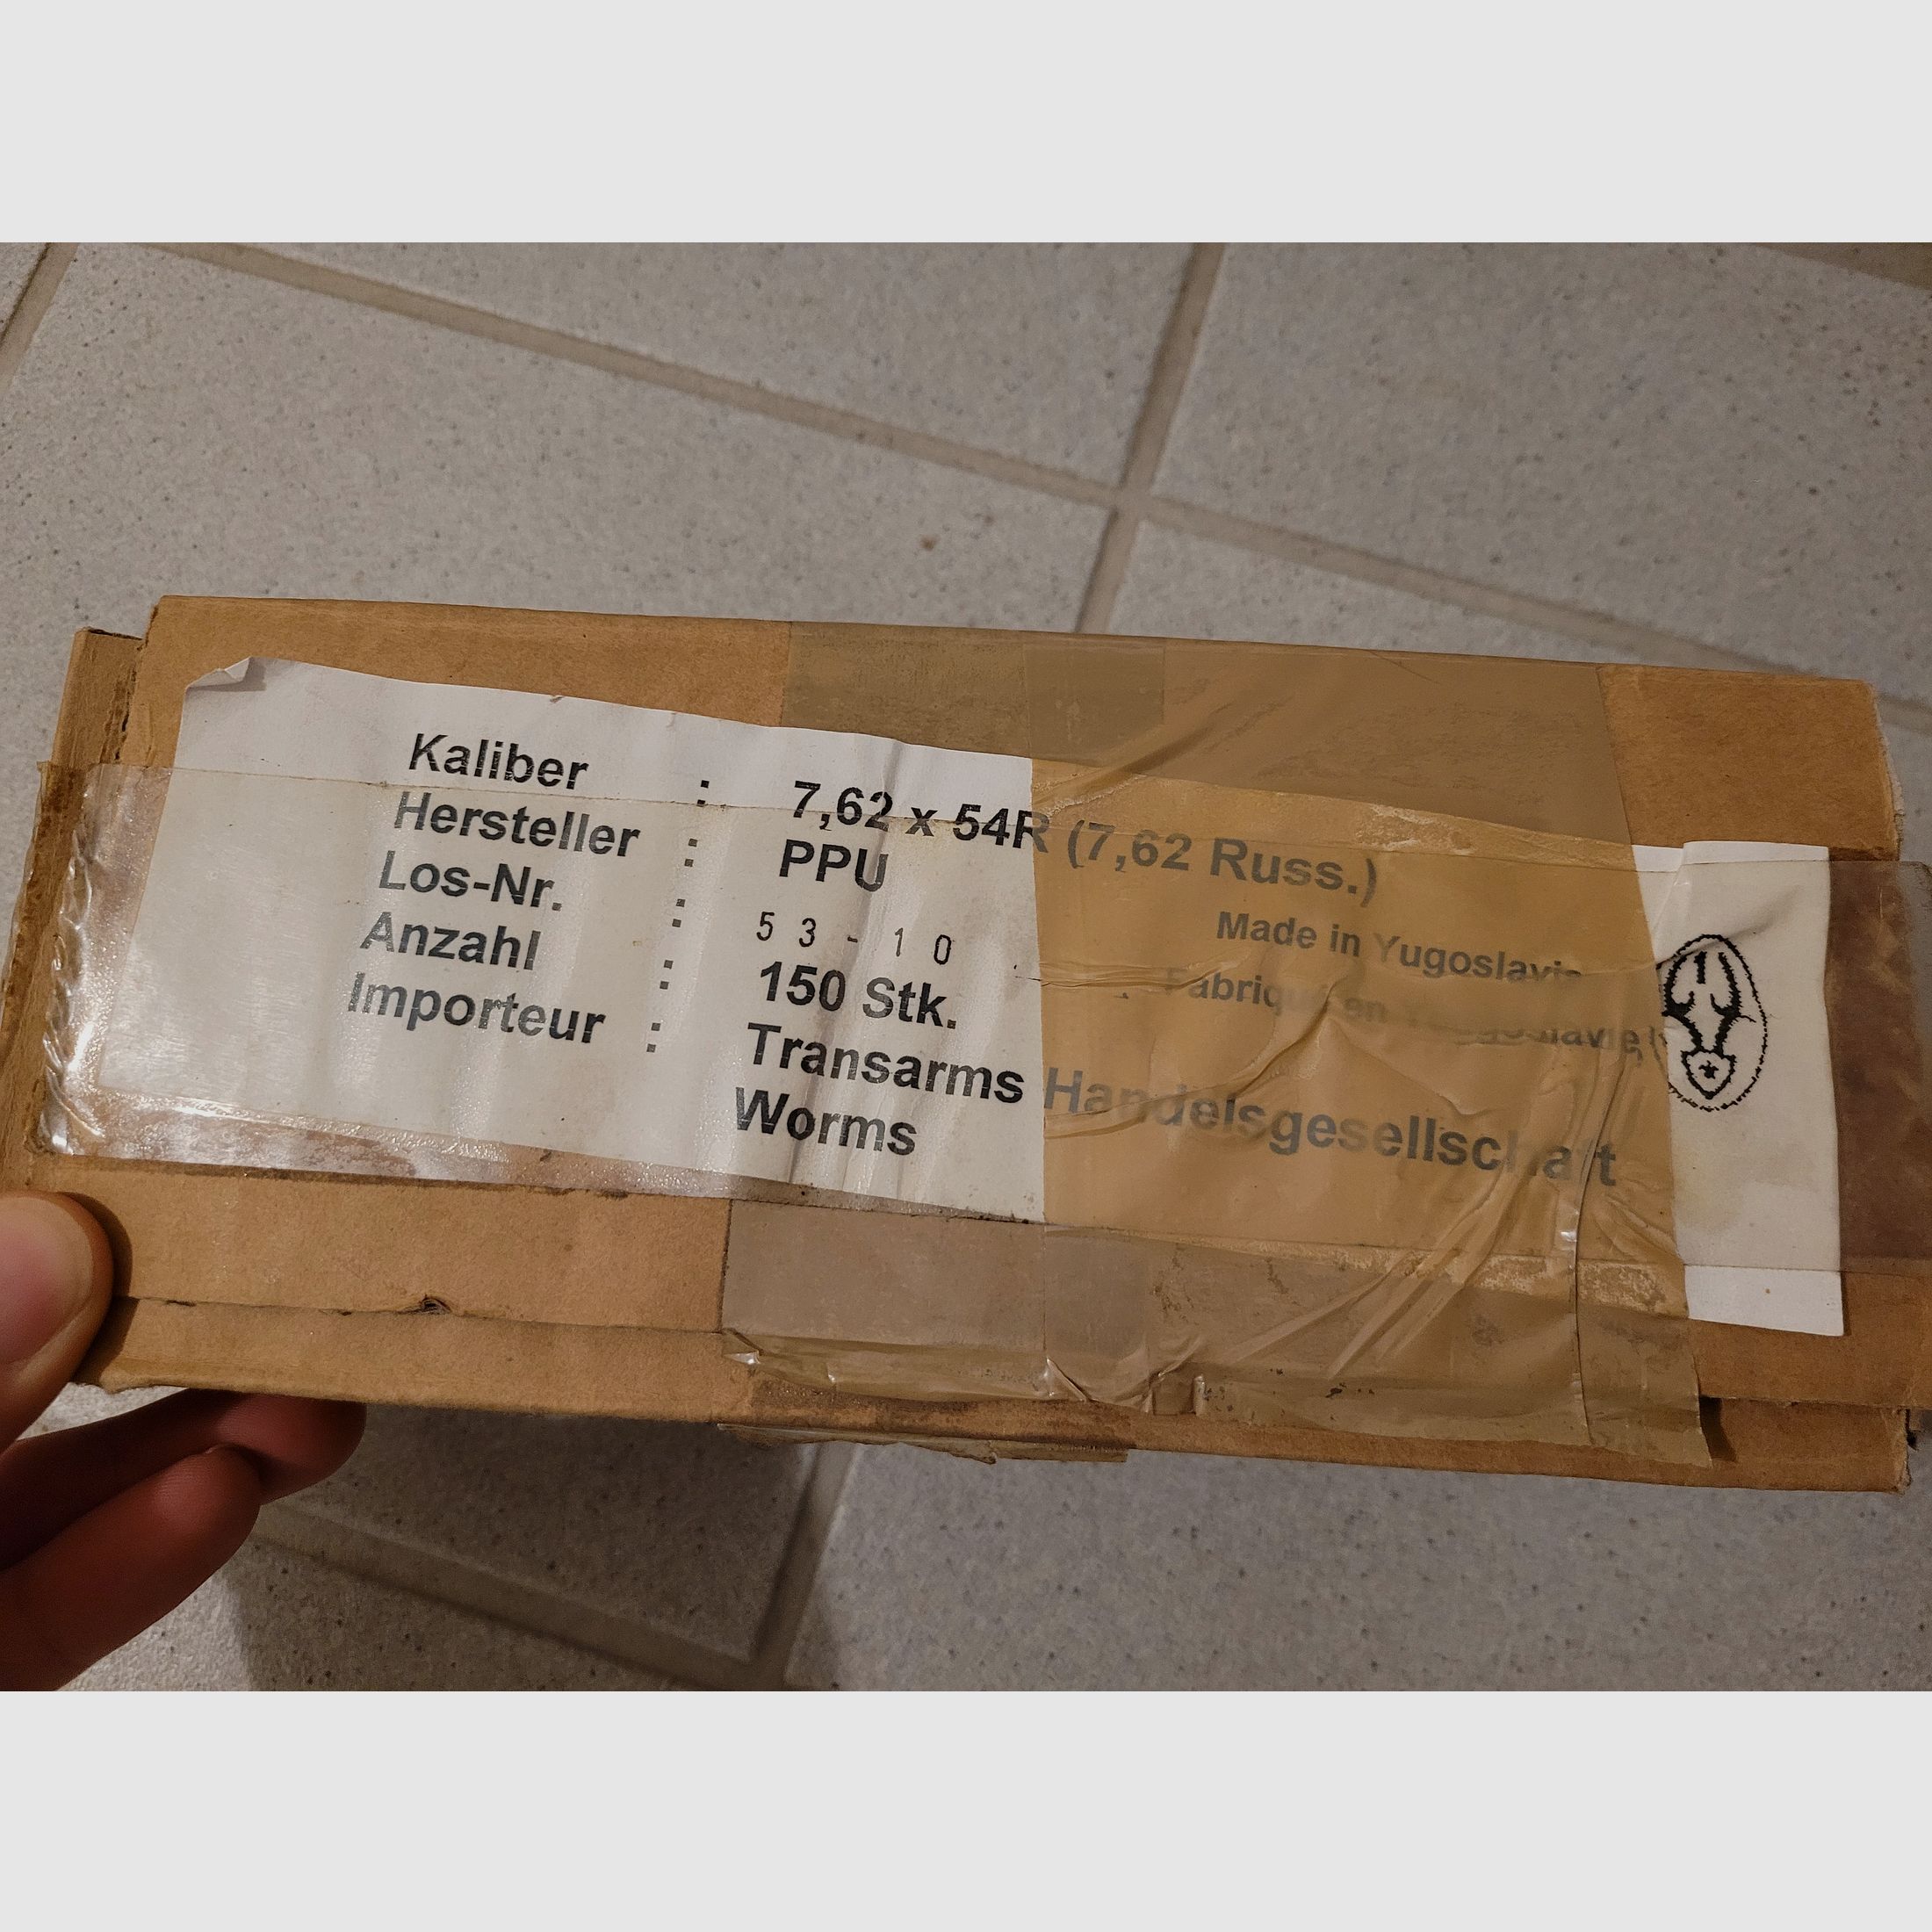 Kaliber : 7,62 x 54R (7,62 Russ.)
Hersteller : PPU
Los-Nr. : 53-10
Made in Yugoslavia
Anzahl : 150 Stk.
en
Importeur : Transarms Handelsgesellschaft
Worms